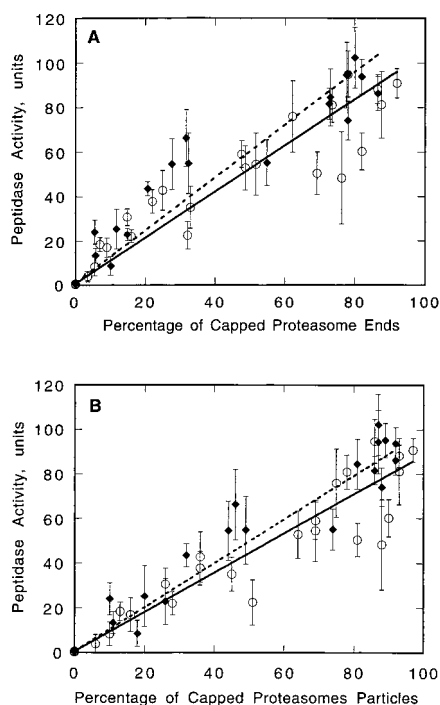 A
Peptidase Activity, units
120
100
80
60
40
20
0
0 20 40 60 80 100
Percentage of Capped Proteasome Ends
B
Peptidase Activity, units
120
100
80
60
40
20
0
0 20 40 60 80 100
Percentage of Capped Proteasomes Particles